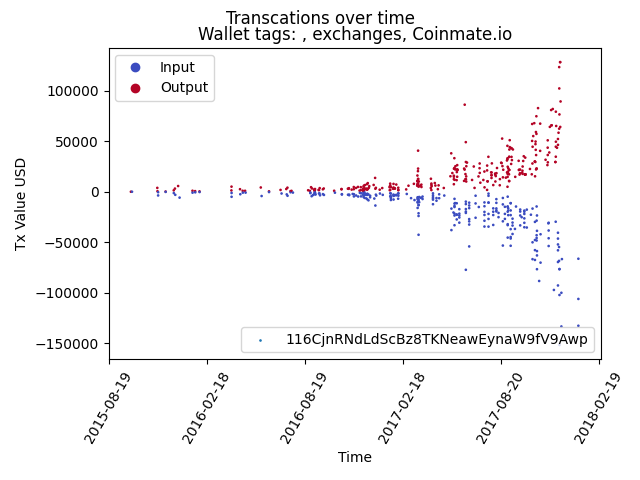 Transcations over time
Wallet tags: , exchanges, Coinmate.io
Input
Output
Tx Value USD
100000
50000
0
−50000
−100000
−150000
116CjnRNdLdScBz8TKNeawEynaW9fV9Awp
2015-08-19
2016-02-18
2016-08-19
2017-02-18
2017-08-20
2018-02-19
Time